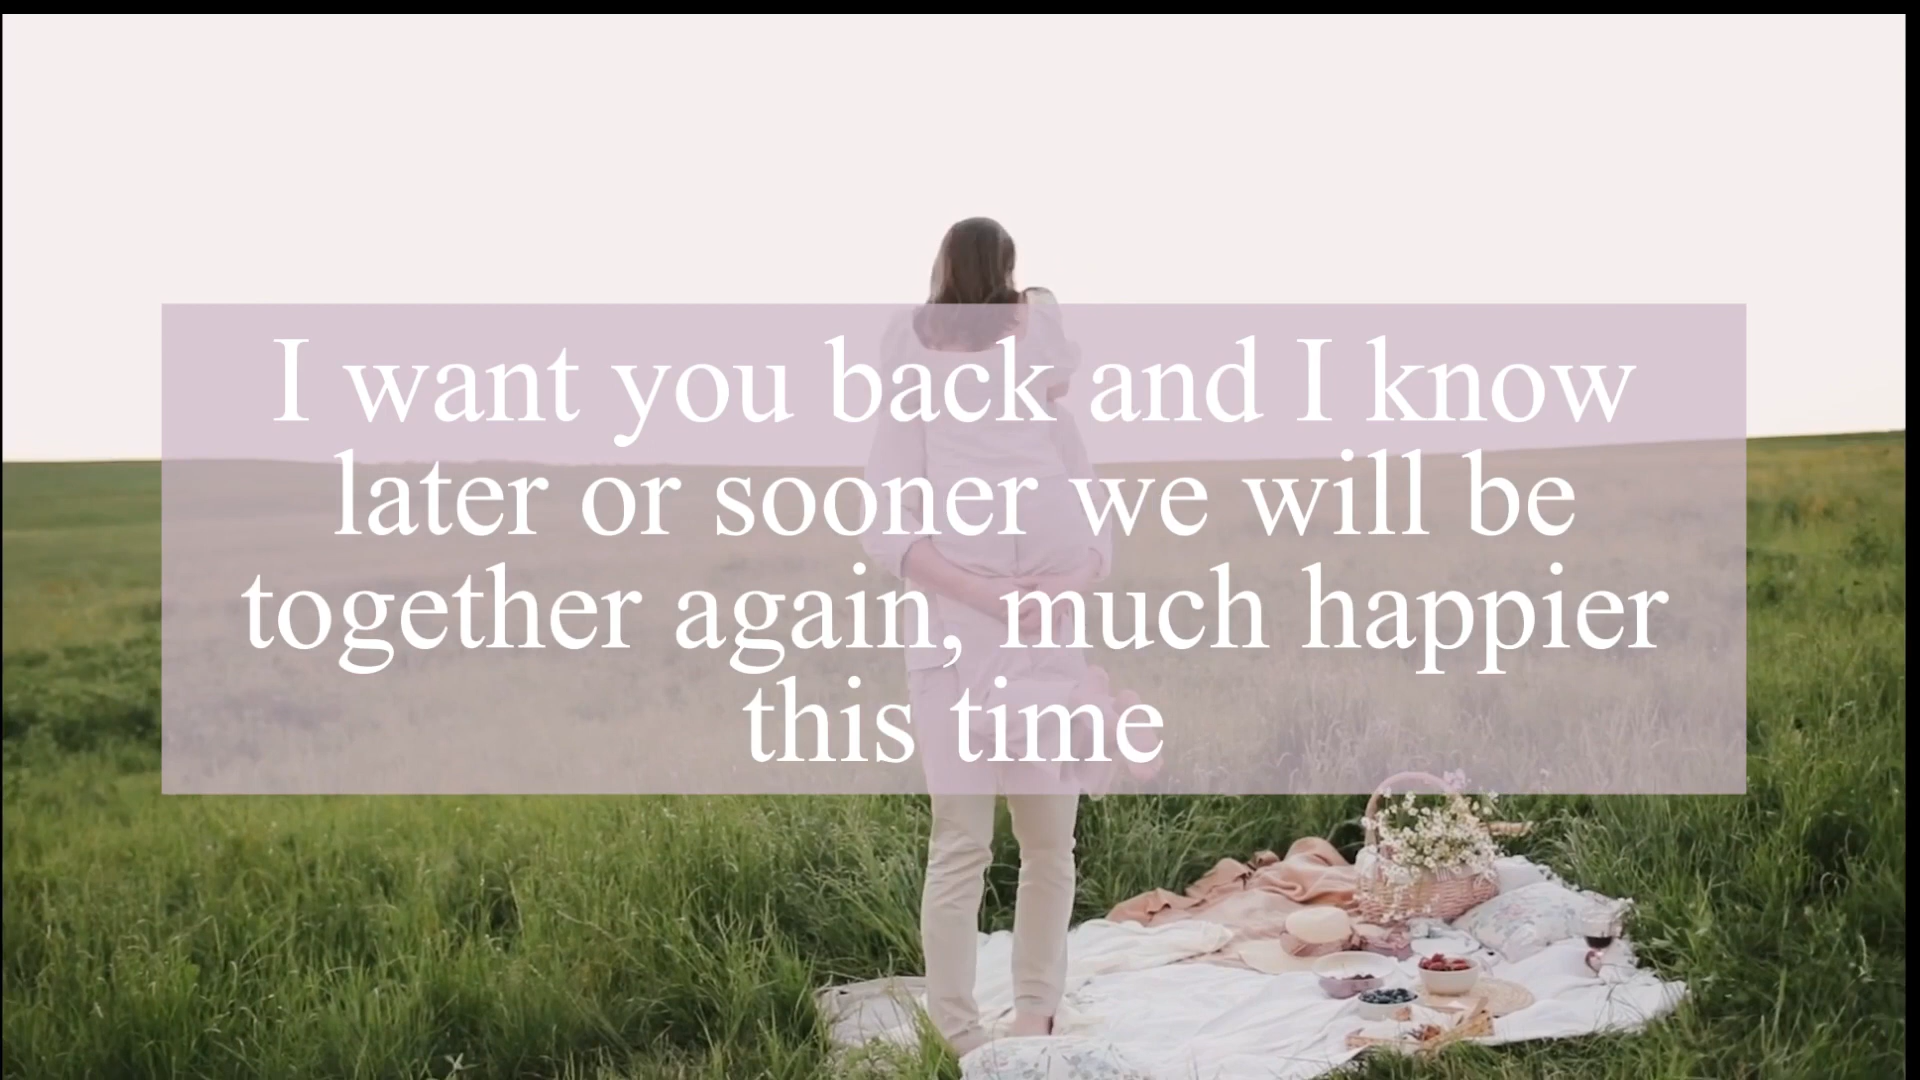 I want you back and I know
later or sooner we will be
together again, much happier
this time